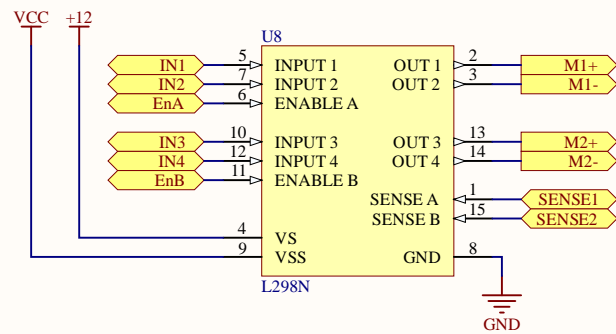 VCC +12
U8
IN1 5 INPUT 1 OUT 1 2 M1+
IN2 7 INPUT 2 OUT 2 3 M1-
EnA 6 ENABLE A
IN3 10 INPUT 3 OUT 3 13 M2+
IN4 12 INPUT 4 OUT 4 14 M2-
EnB 11 ENABLE B
SENSE A 1 SENSE1
SENSE B 15 SENSE2
4 VS
9 VSS GND 8
L298N
GND